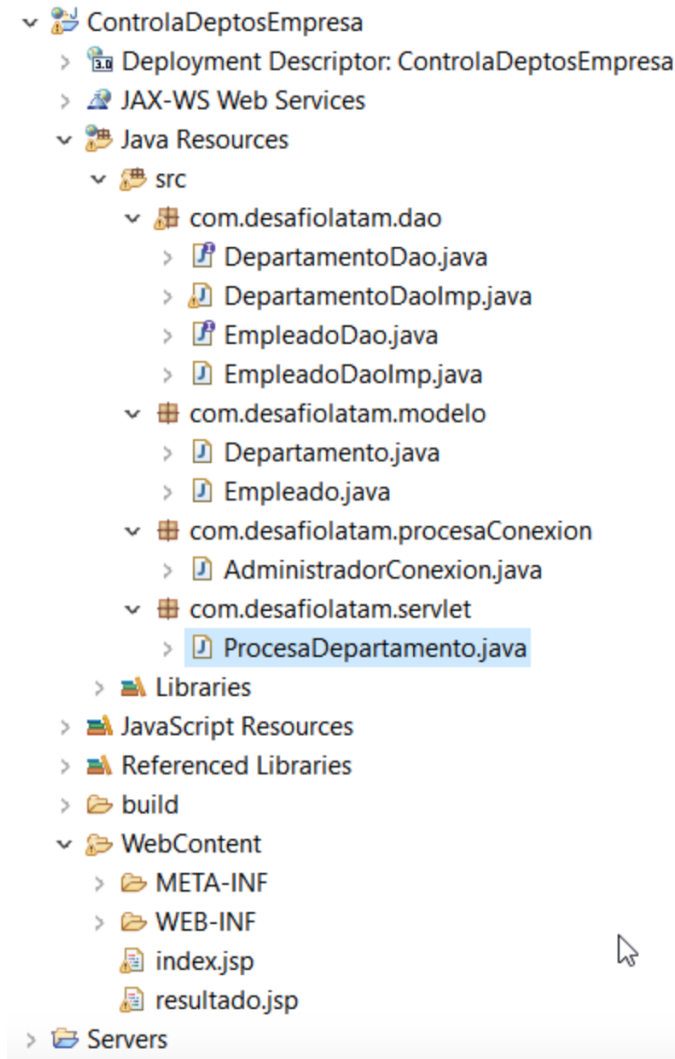 ControlaDeptosEmpresa
Deployment Descriptor: ControlaDeptosEmpresa
JAX-WS Web Services
Java Resources
src
com.desafiolatam.dao
DepartamentoDao.java
DepartamentoDaoImp.java
EmpleadoDao.java
EmpleadoDaoImp.java
com.desafiolatam.modelo
Departamento.java
Empleado.java
com.desafiolatam.procesaConexion
AdministradorConexion.java
com.desafiolatam.servlet
ProcesaDepartamento.java
Libraries
JavaScript Resources
Referenced Libraries
build
WebContent
META-INF
WEB-INF
index.jsp
resultado.jsp
Servers